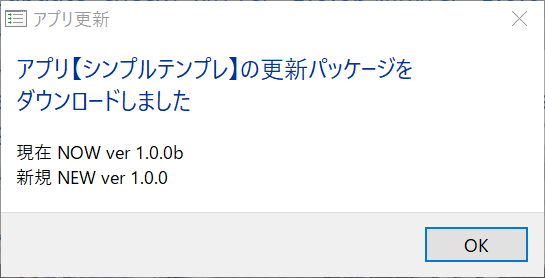 アプリ更新
アプリ【シンプルテンプレ】の更新パッケージを
ダウンロードしました
現在 NOW ver 1.0.0b
新規 NEW ver 1.0.0
OK